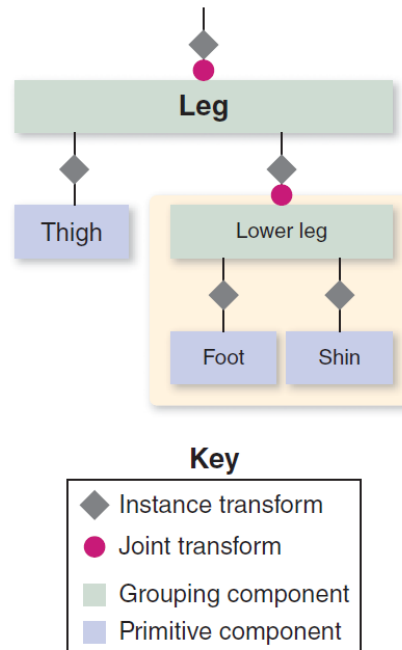 Leg
Thigh
Lower leg
Foot
Shin
Key
Instance transform
Joint transform
Grouping component
Primitive component